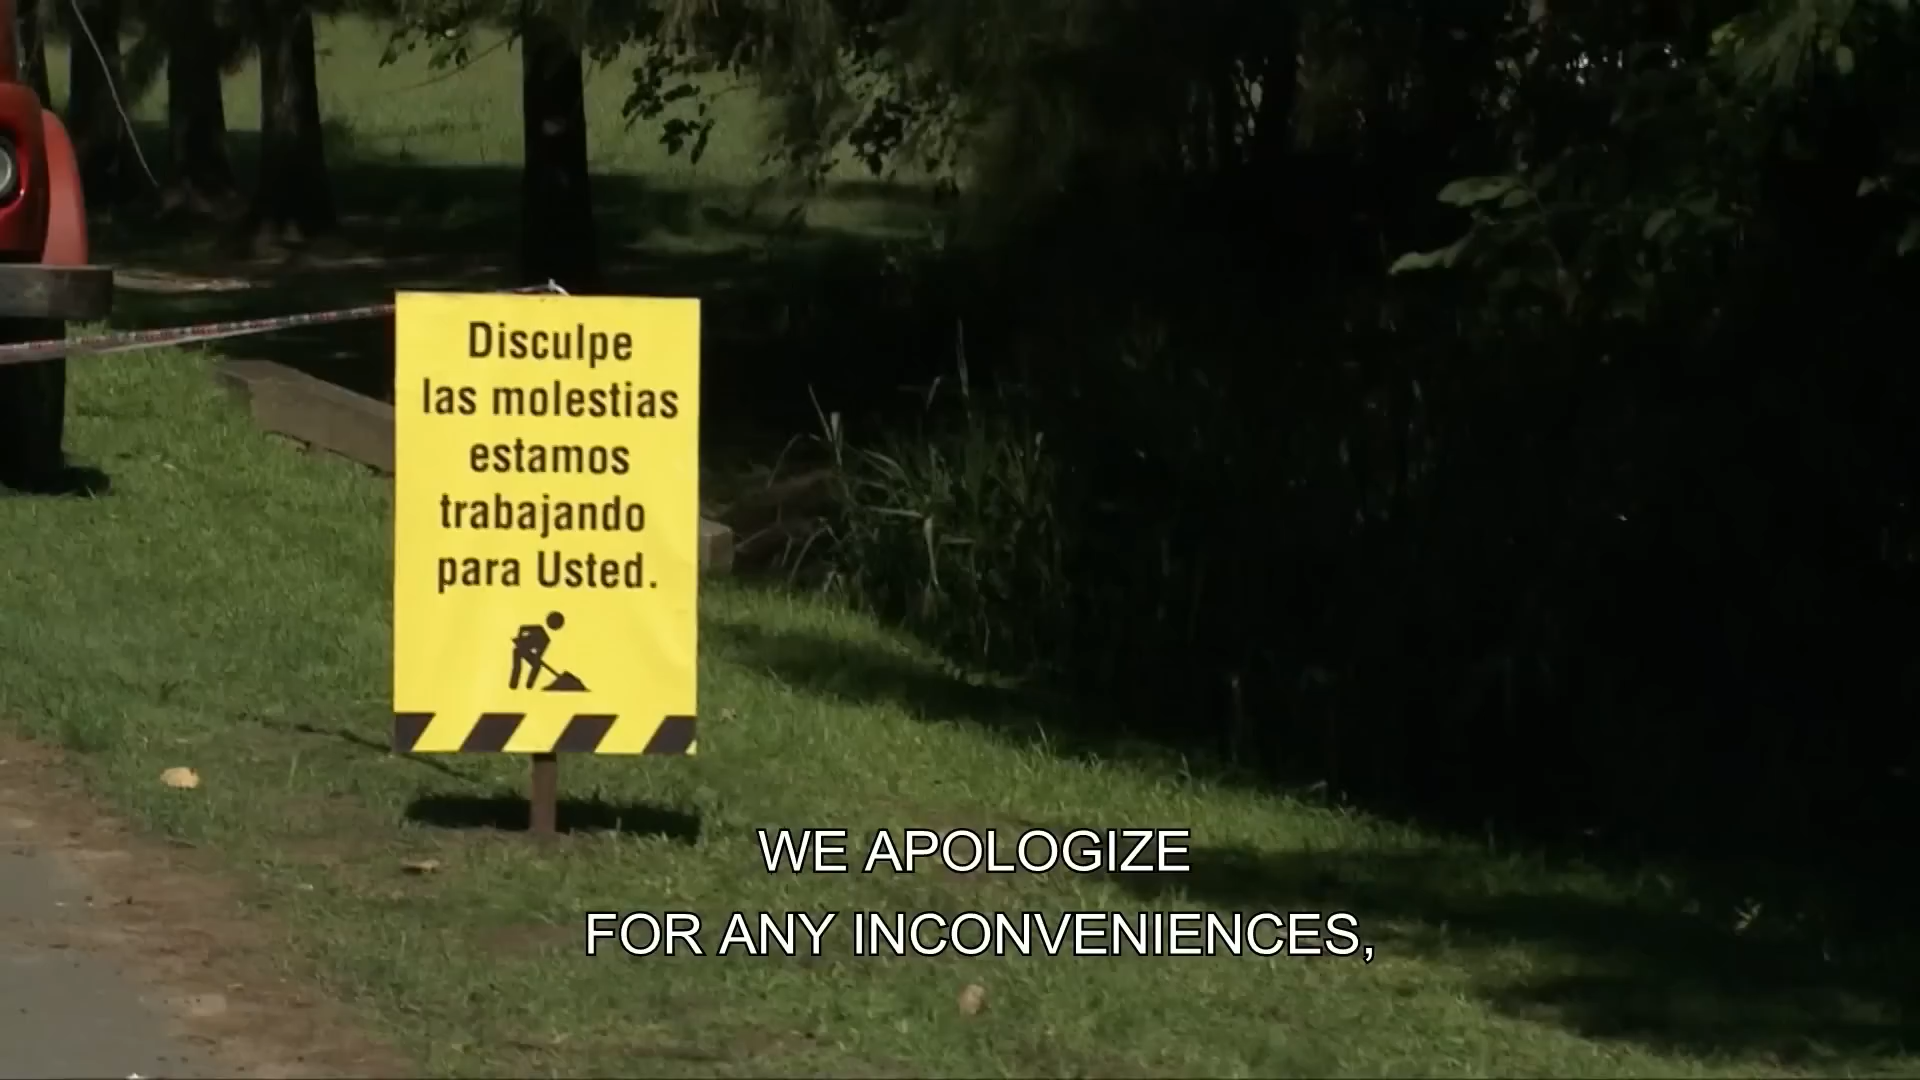 Disculpe
las molestias
estamos
trabajando
para Usted.
WE APOLOGIZE
FOR ANY INCONVENIENCES,